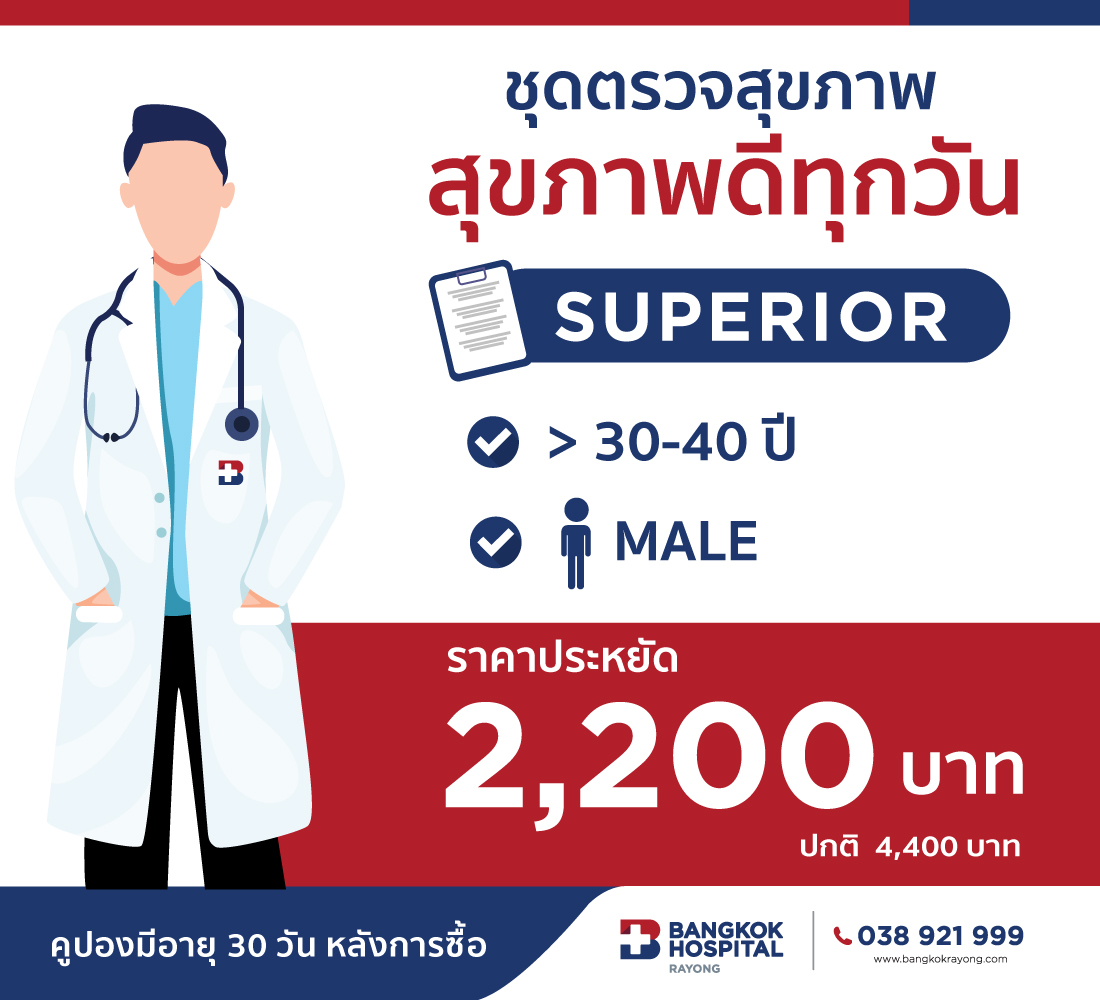 ชุดตรวจสุขภาพ
สุขภาพดีทุกวัน
SUPERIOR
> 30-40 ปี
MALE
ราคาประหยัด
2,200 บาท
ปกติ 4,400 บาท
คูปองมีอายุ 30 วัน หลังการซื้อ
BANGKOK
HOSPITAL
RAYONG
038 921 999
www.bangkokrayong.com